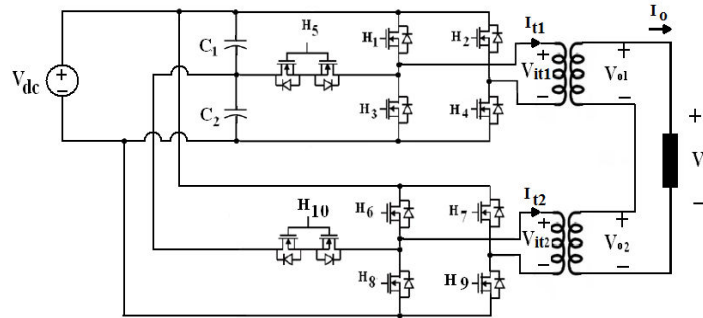 H5
C1
H1
H2
It1
Io
Vdc
+
−
+
Vit1
−
+
Vo1
−
C2
H3
H4
+
V
−
H10
H6
H7
It2
+
Vit2
−
+
Vo2
−
H8
H9